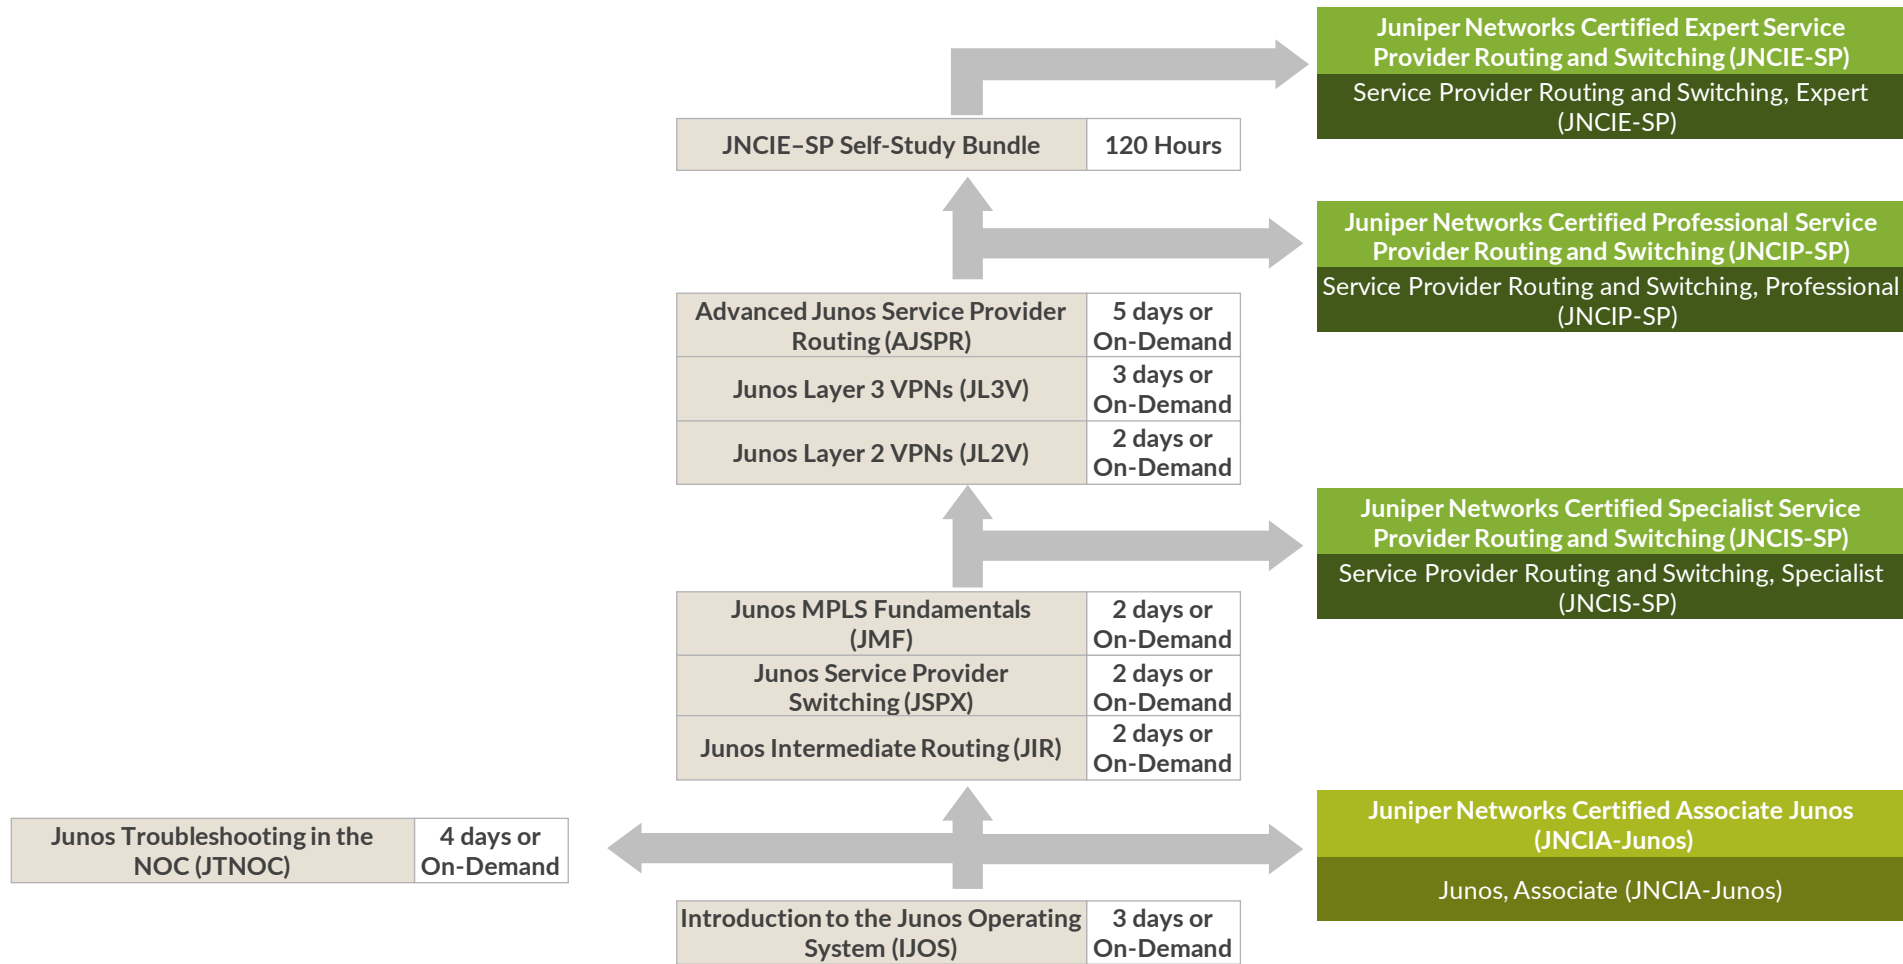 Juniper Networks Certified Expert Service
Provider Routing and Switching (JNCIE-SP)
Service Provider Routing and Switching, Expert
(JNCIE-SP)
JNCIE–SP Self-Study Bundle
120 Hours
Juniper Networks Certified Professional Service
Provider Routing and Switching (JNCIP-SP)
Service Provider Routing and Switching, Professional
(JNCIP-SP)
Advanced Junos Service Provider
Routing (AJSPR)
5 days or
On-Demand
Junos Layer 3 VPNs (JL3V)
3 days or
On-Demand
Junos Layer 2 VPNs (JL2V)
2 days or
On-Demand
Juniper Networks Certified Specialist Service
Provider Routing and Switching (JNCIS-SP)
Service Provider Routing and Switching, Specialist
(JNCIS-SP)
Junos MPLS Fundamentals
(JMF)
2 days or
On-Demand
Junos Service Provider
Switching (JSPX)
2 days or
On-Demand
Junos Intermediate Routing (JIR)
2 days or
On-Demand
Junos Troubleshooting in the
NOC (JTNOC)
4 days or
On-Demand
Juniper Networks Certified Associate Junos
(JNCIA-Junos)
Junos, Associate (JNCIA-Junos)
Introduction to the Junos Operating
System (IJOS)
3 days or
On-Demand